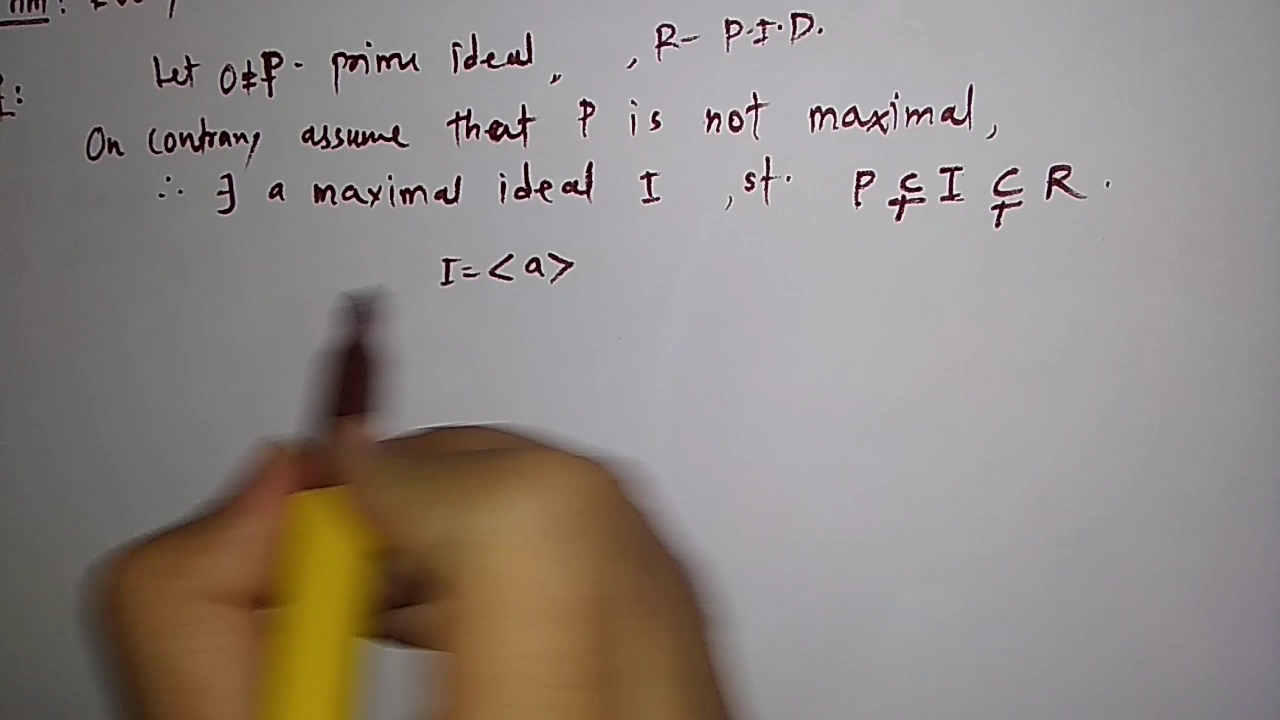 Let 0≠P - prime ideal, , R- P.I.D.
On contrary assume that P is not maximal,
∴ ∃ a maximal ideal I , st. P ⊊ I ⊊ R .
I = <a>